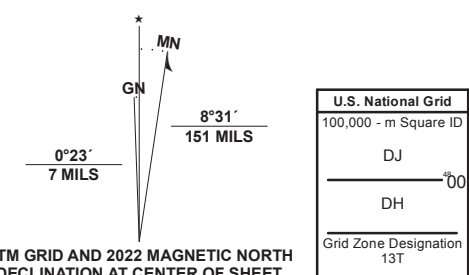 MN
GN
8°31´
151 MILS
0°23´
7 MILS
TM GRID AND 2022 MAGNETIC NORTH
DECLINATION AT CENTER OF SHEET
U.S. National Grid
100,000 - m Square ID
DJ
4800
DH
Grid Zone Designation
13T